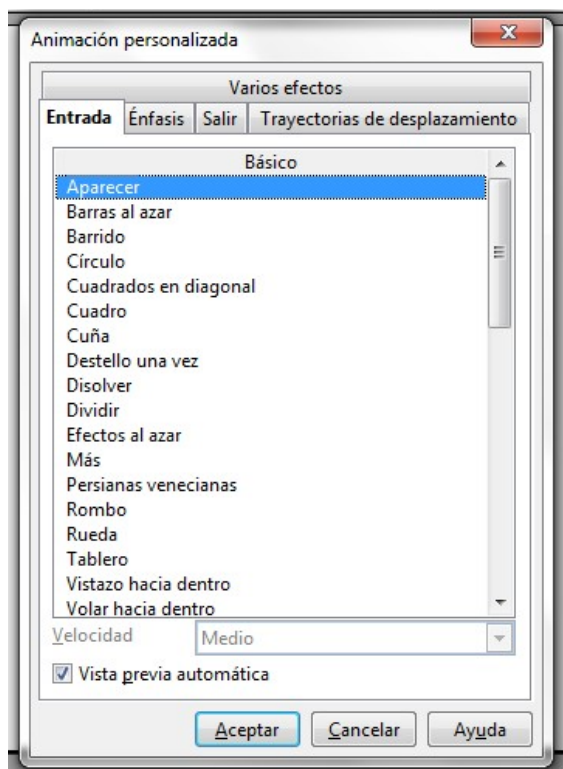 Animación personalizada
Varios efectos
Entrada Énfasis Salir Trayectorias de desplazamiento
Básico
Aparecer
Barras al azar
Barrido
Círculo
Cuadrados en diagonal
Cuadro
Cuña
Destello una vez
Disolver
Dividir
Efectos al azar
Más
Persianas venecianas
Rombo
Rueda
Tablero
Vistazo hacia dentro
Volar hacia dentro
Velocidad Medio
Vista previa automática
Aceptar Cancelar Ayuda